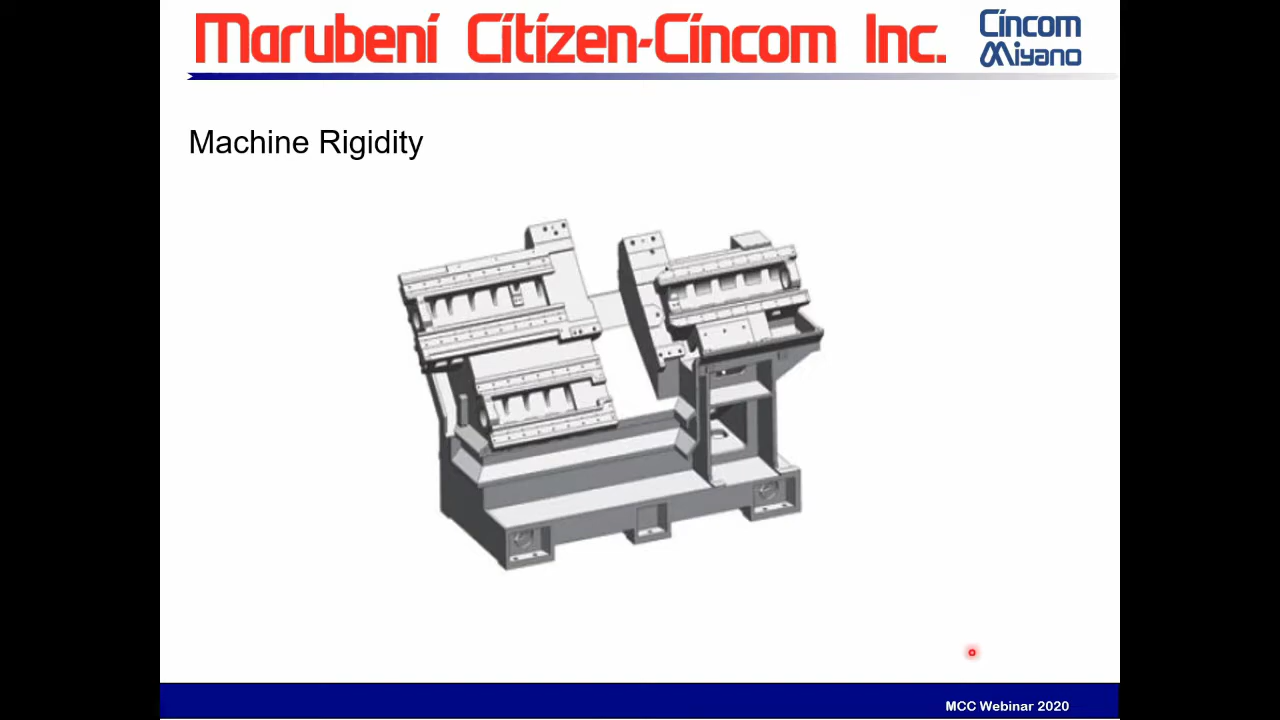 Marubeni Citizen-Cincom Inc.
Cincom
Miyano
Machine Rigidity
MCC Webinar 2020